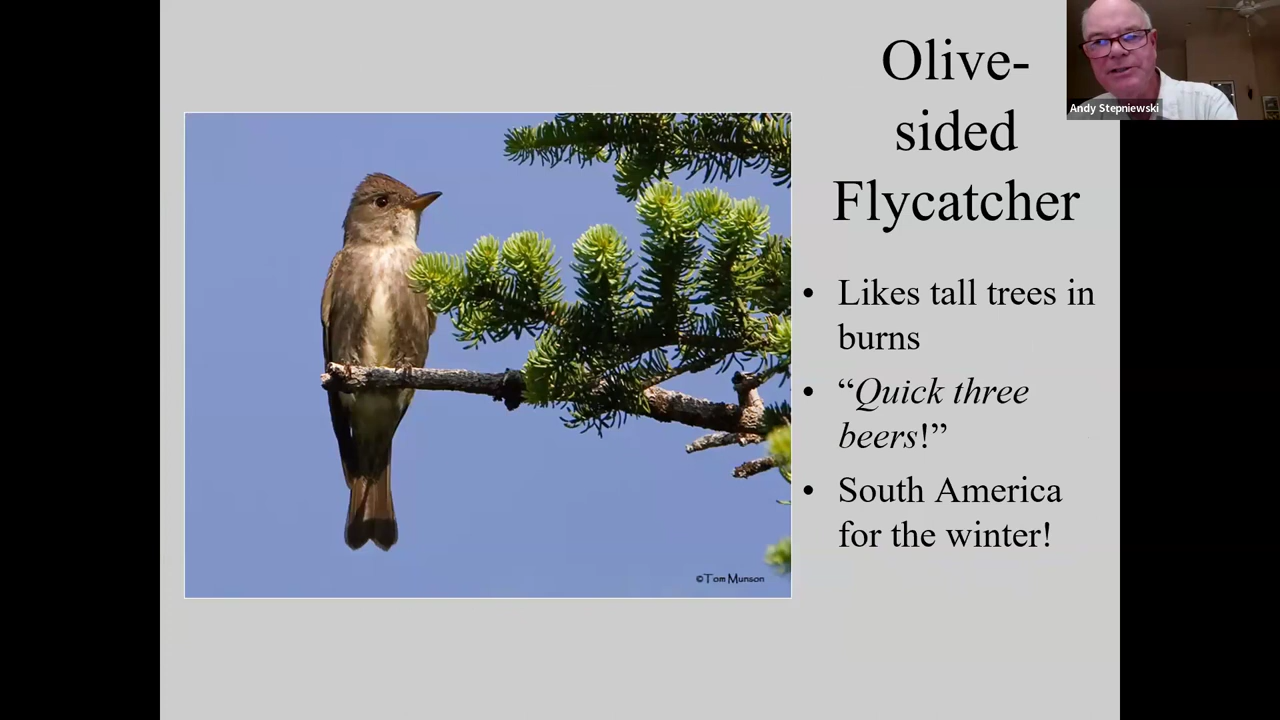 Olive-
sided
Flycatcher
Andy Stepniewski
• Likes tall trees in
burns
• “Quick three
beers!”
• South America
for the winter!
©Tom Munson